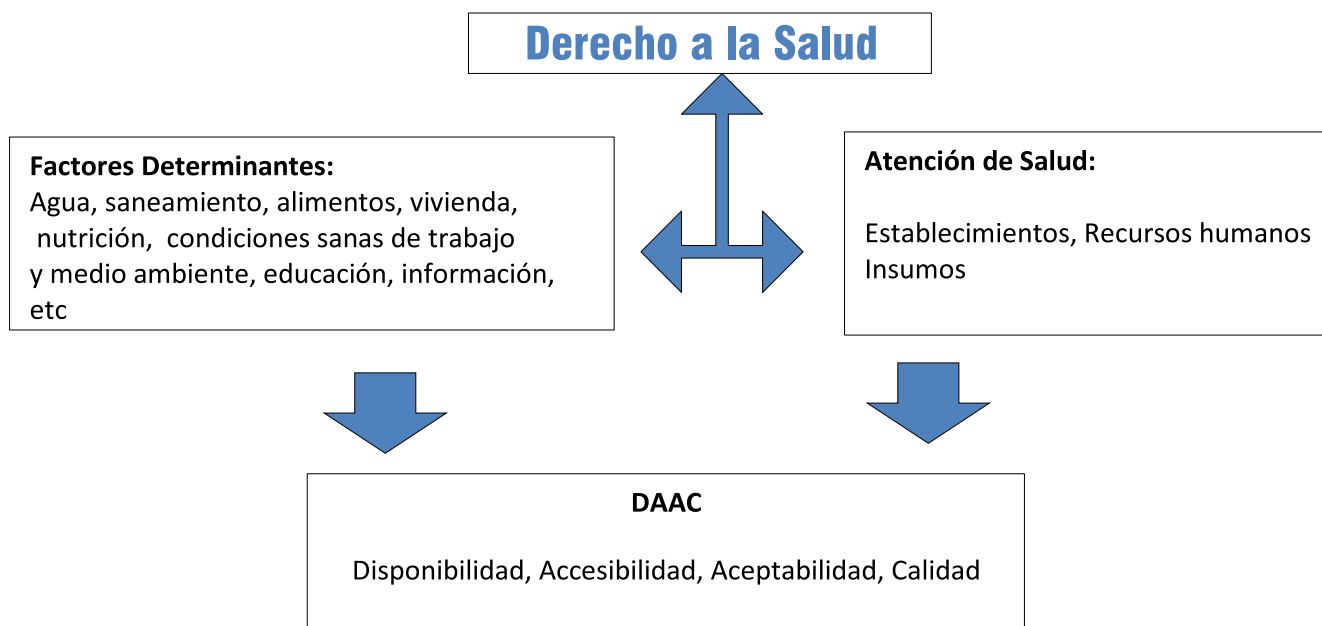 Derecho a la Salud
Factores Determinantes:
Agua, saneamiento, alimentos, vivienda,
nutrición, condiciones sanas de trabajo
y medio ambiente, educación, información,
etc
Atención de Salud:
Establecimientos, Recursos humanos
Insumos
DAAC
Disponibilidad, Accesibilidad, Aceptabilidad, Calidad